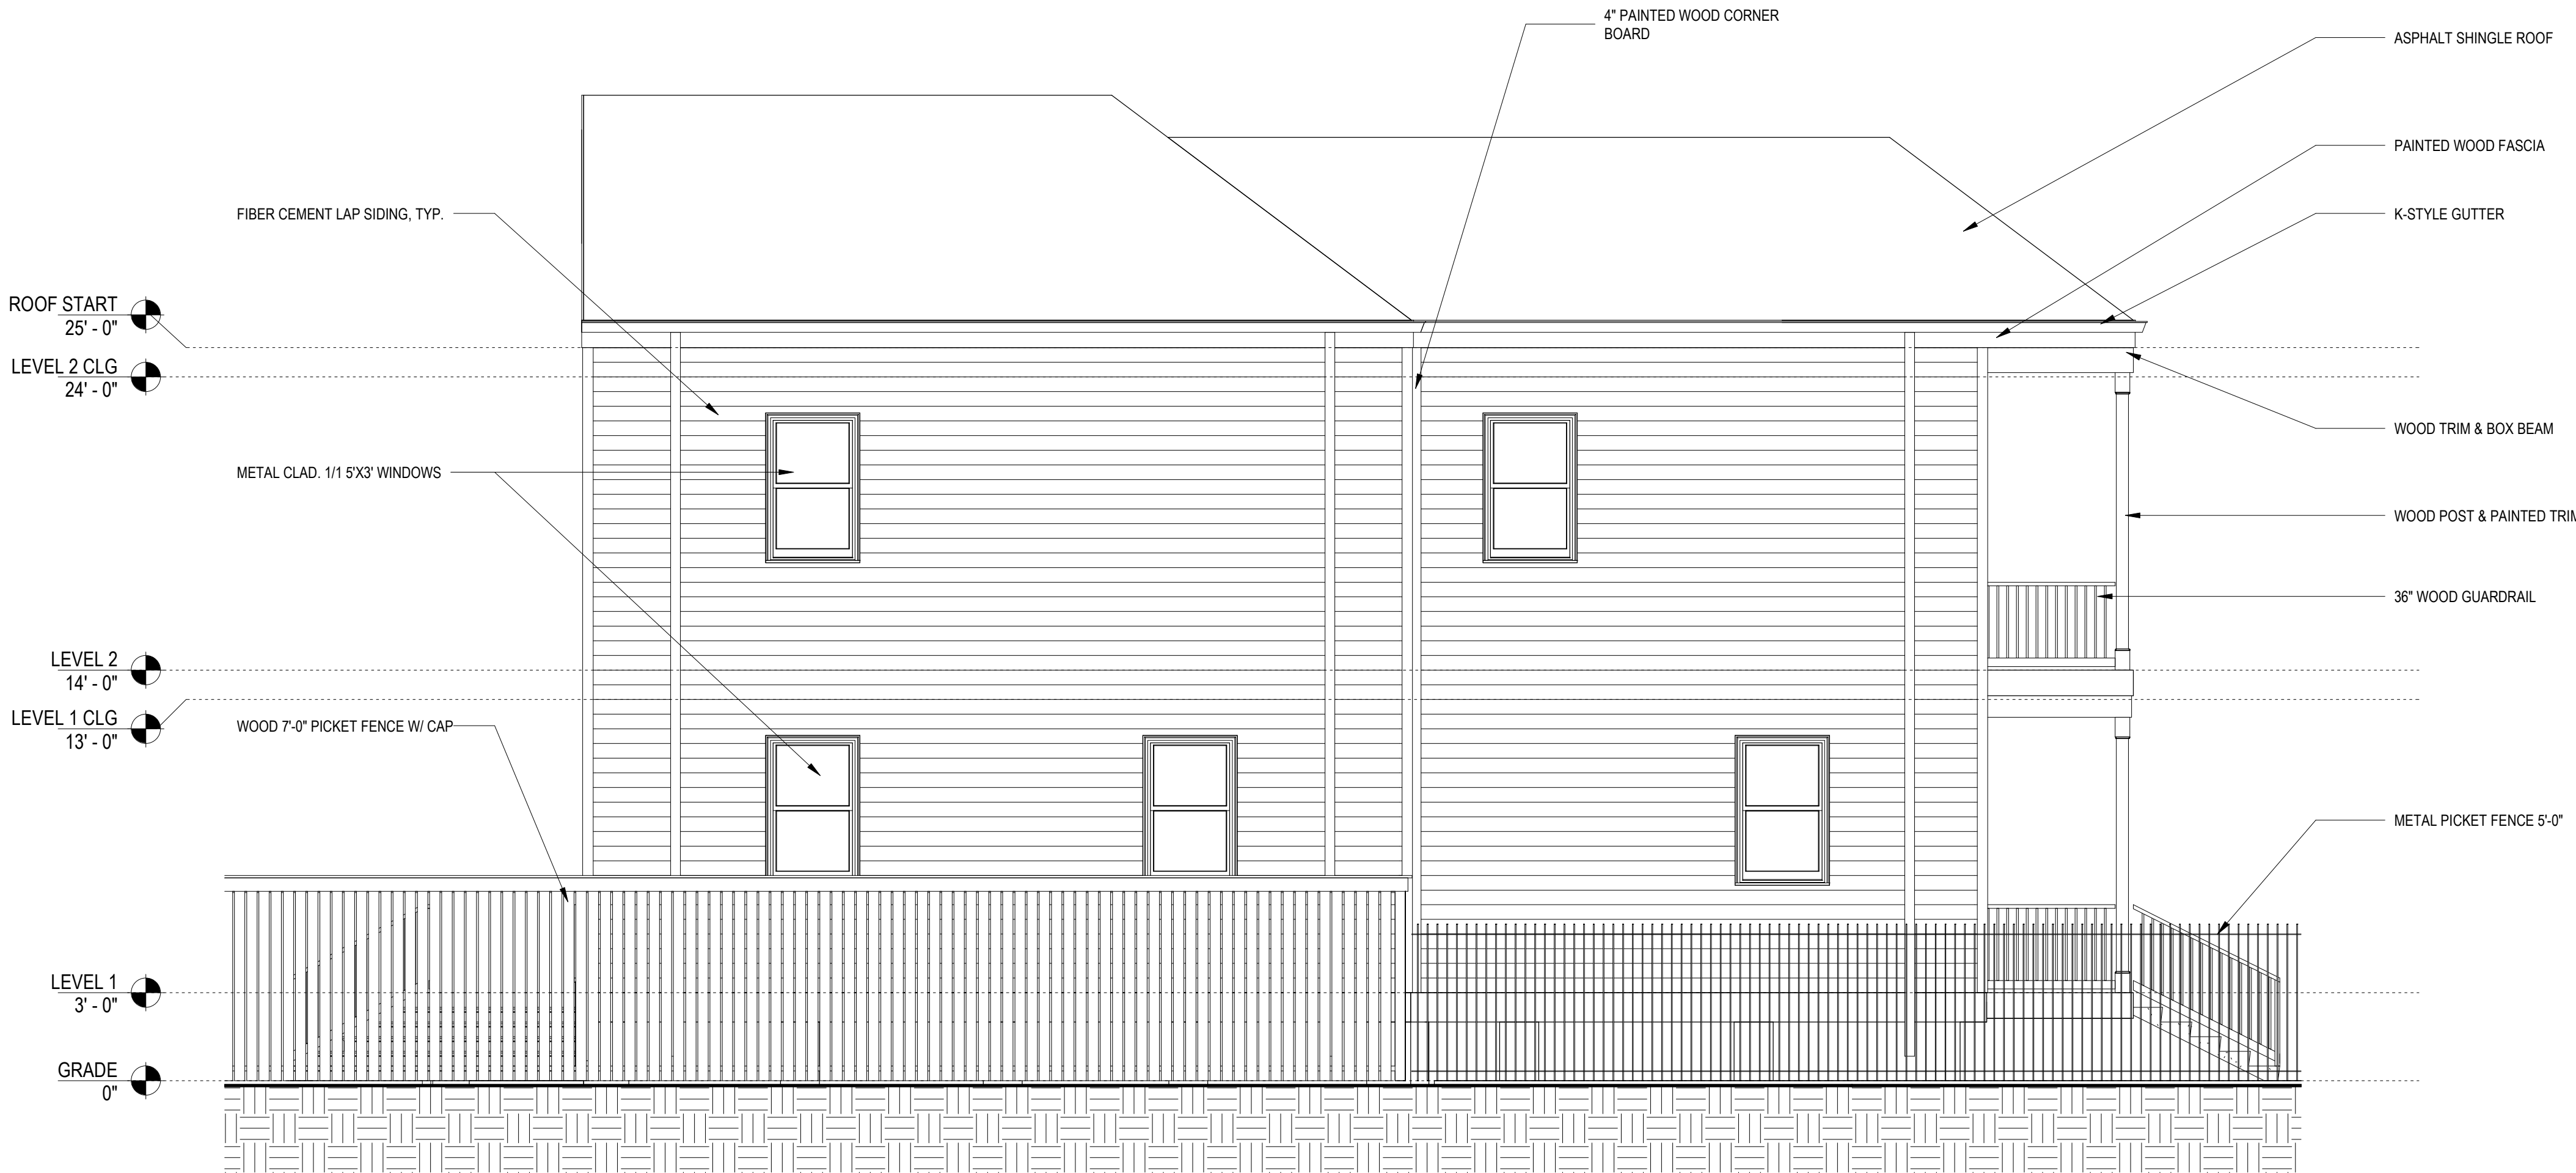 4" PAINTED WOOD CORNER
BOARD
ASPHALT SHINGLE ROOF
PAINTED WOOD FASCIA
FIBER CEMENT LAP SIDING, TYP.
K-STYLE GUTTER
ROOF START
25' - 0"
LEVEL 2 CLG
24' - 0"
WOOD TRIM & BOX BEAM
METAL CLAD. 1/1 5'X3' WINDOWS
WOOD POST & PAINTED TRIM
36" WOOD GUARDRAIL
LEVEL 2
14' - 0"
LEVEL 1 CLG
13' - 0"
WOOD 7'-0" PICKET FENCE W/ CAP
METAL PICKET FENCE 5'-0"
LEVEL 1
3' - 0"
GRADE
0"